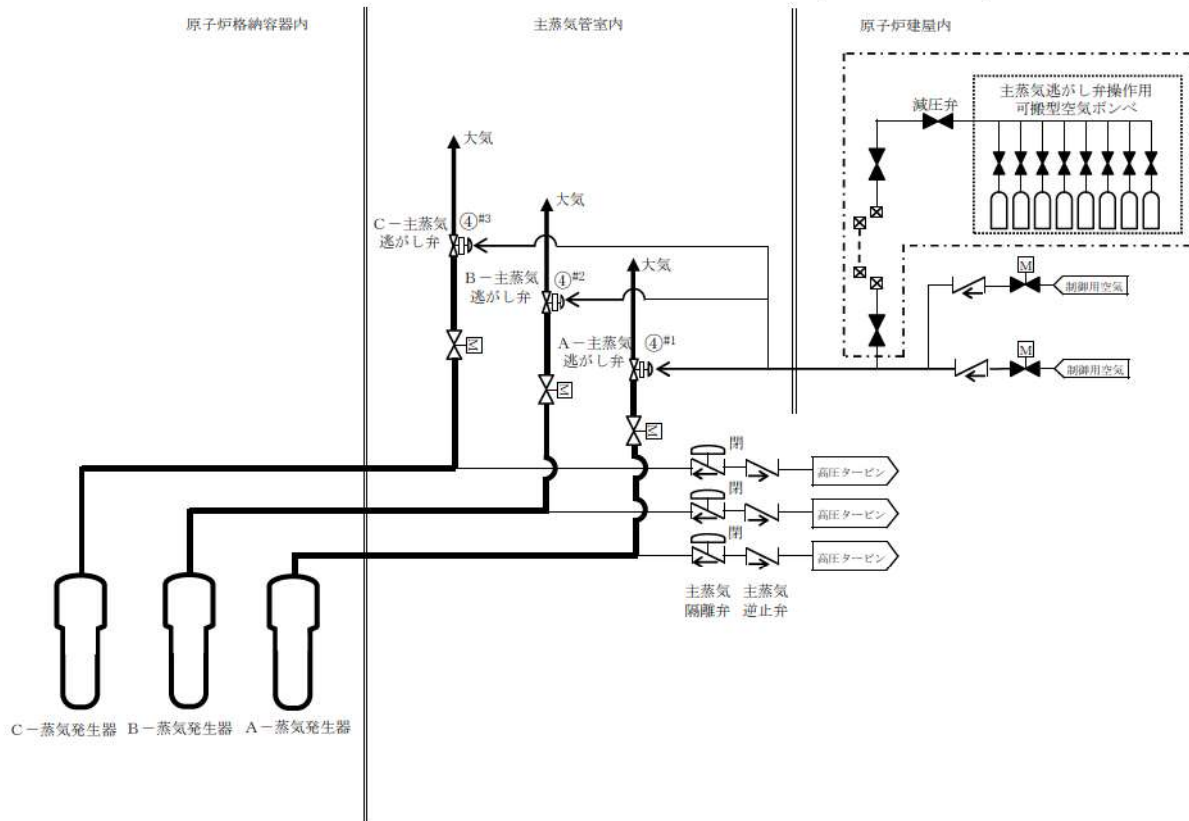 原子炉格納容器内
主蒸気管室内
原子炉建屋内
主蒸気逃がし弁操作用
可搬型空気ボンベ
減圧弁
大気
大気
大気
C－主蒸気
逃がし弁
④#3
B－主蒸気
逃がし弁
④#2
A－主蒸気
逃がし弁
④#1
M
M
M
M
制御用空気
M
制御用空気
閉
高圧タービン
閉
高圧タービン
閉
高圧タービン
主蒸気
隔離弁
主蒸気
逆止弁
C－蒸気発生器
B－蒸気発生器
A－蒸気発生器